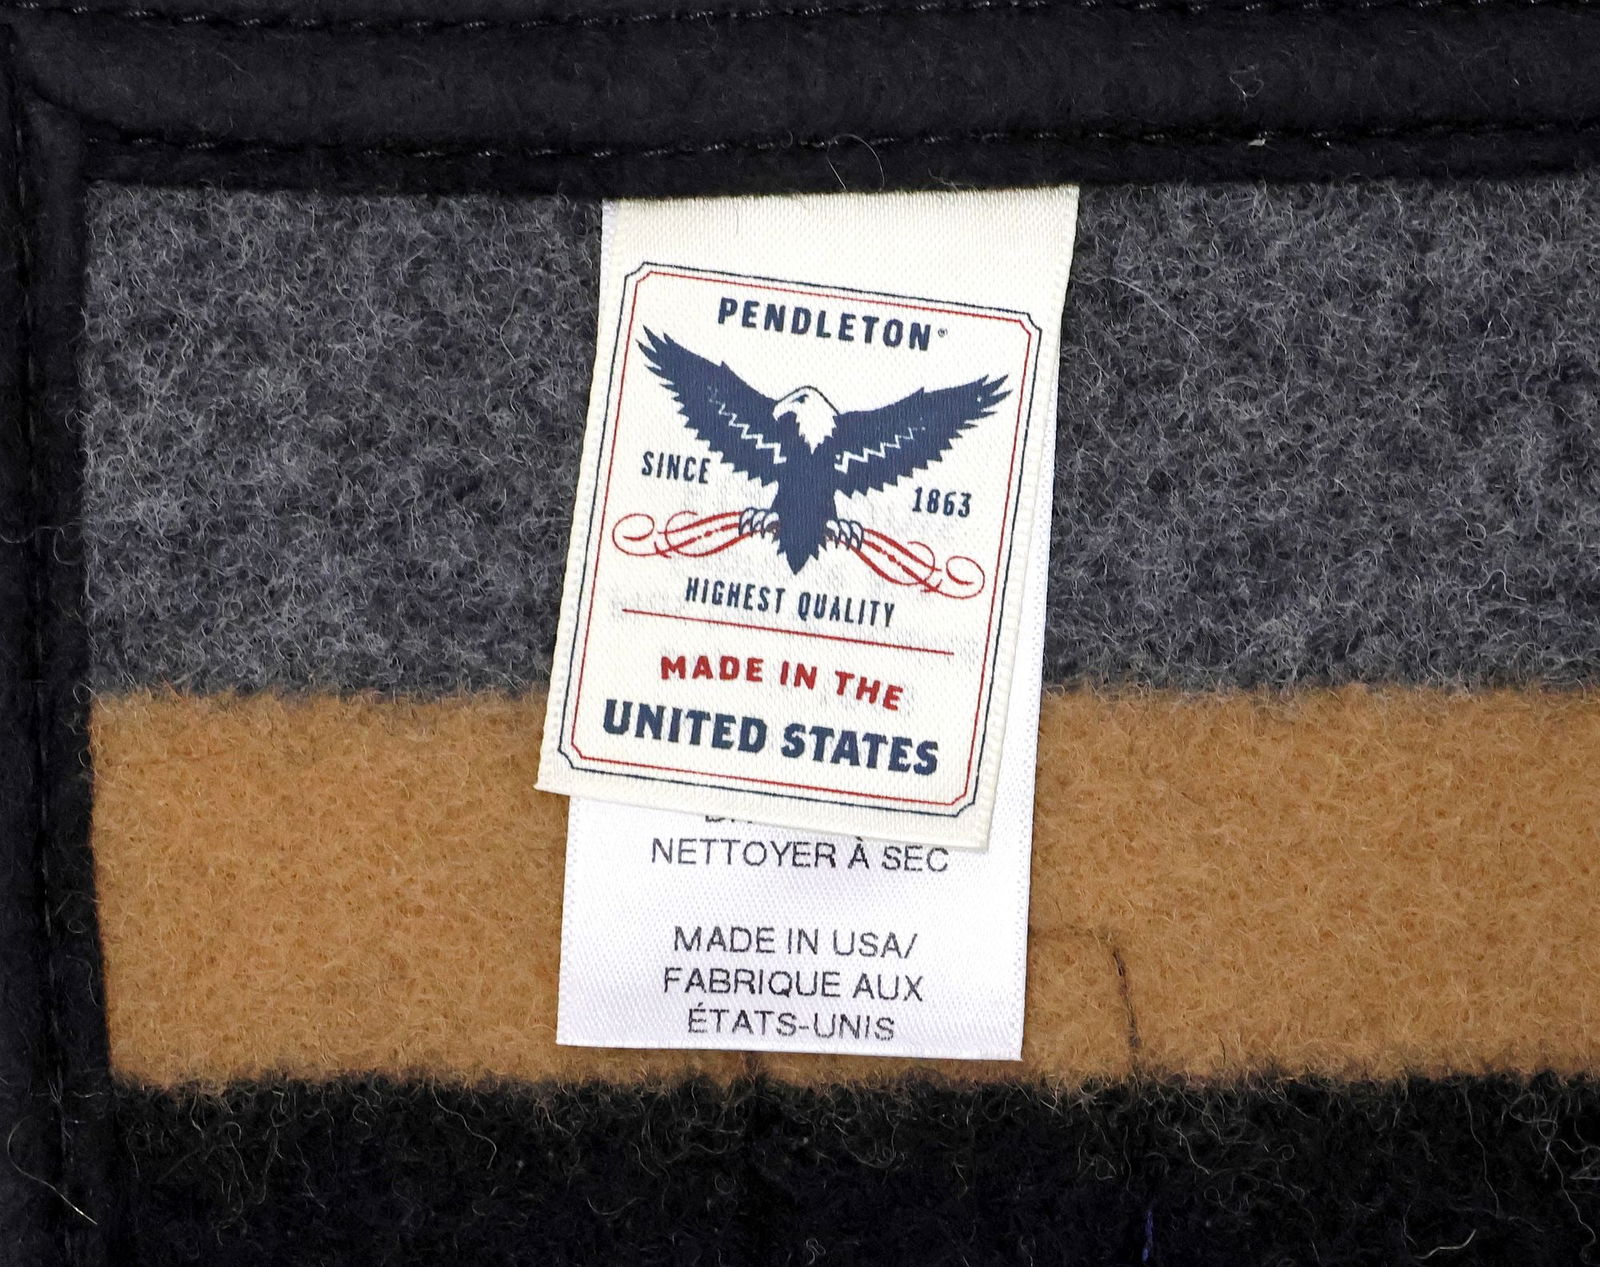 PENDLETON®
SINCE 1863
HIGHEST QUALITY
MADE IN THE
UNITED STATES
NETTOYER À SEC
MADE IN USA/
FABRIQUE AUX
ÉTATS-UNIS